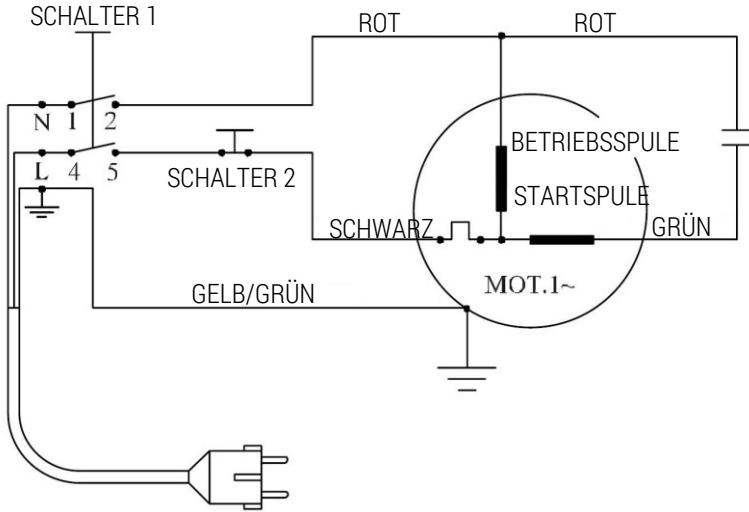 SCHALTER 1
ROT ROT
N 1 2
BETRIEBSSPULE
L 4 5
SCHALTER 2
STARTSPULE
SCHWARZ
GRÜN
MOT.1~
GELB/GRÜN